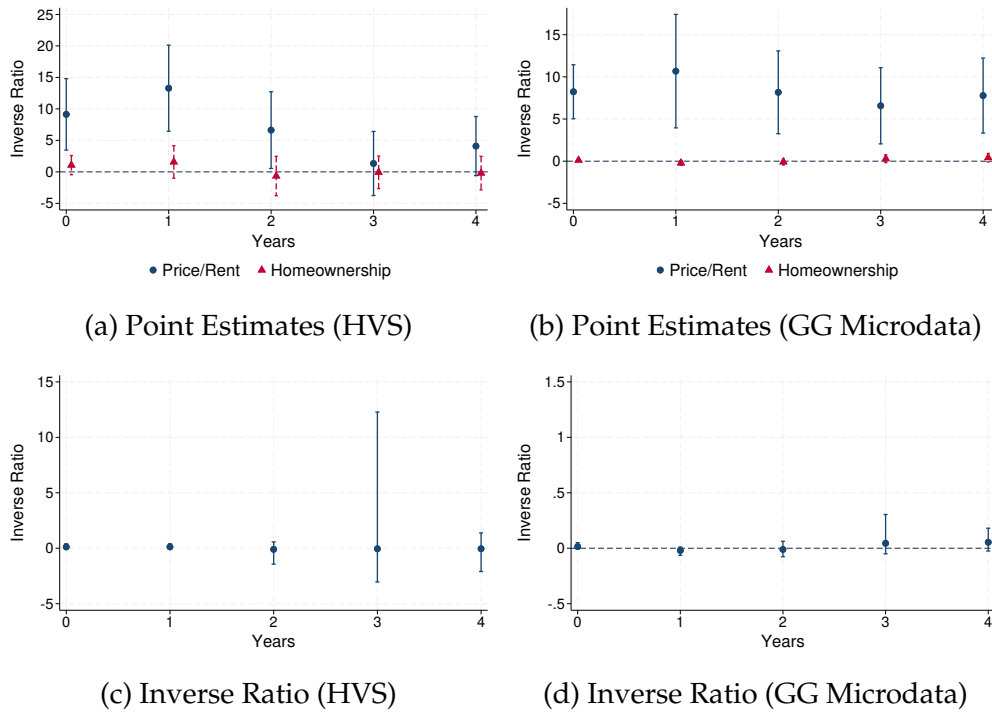 25
20
15
10
5
0
-5
Inverse Ratio
0 1 2 3 4
Years
Price/Rent Homeownership
(a) Point Estimates (HVS)
15
10
5
0
-5
Inverse Ratio
0 1 2 3 4
Years
Price/Rent Homeownership
(b) Point Estimates (GG Microdata)
15
10
5
0
-5
Inverse Ratio
0 1 2 3 4
Years
(c) Inverse Ratio (HVS)
1.5
1
.5
0
-.5
Inverse Ratio
0 1 2 3 4
Years
(d) Inverse Ratio (GG Microdata)